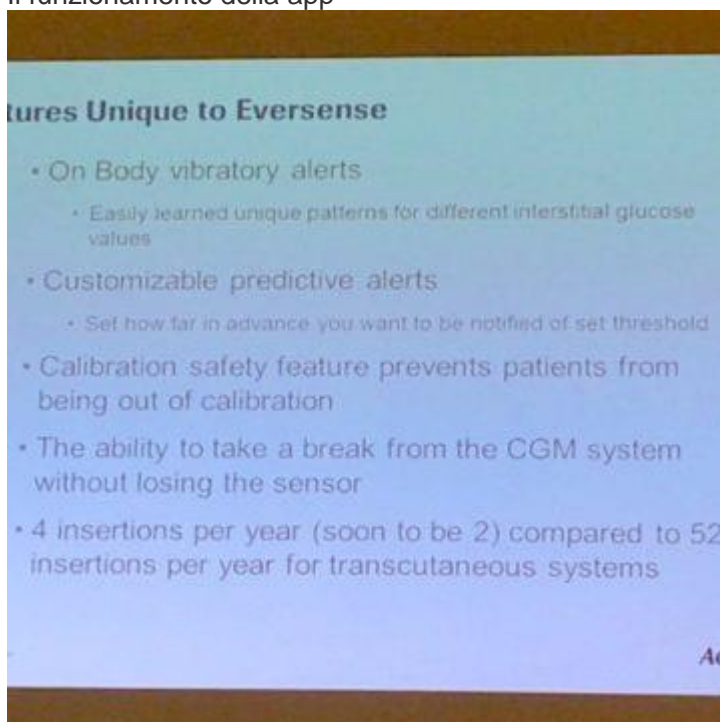 Il funzionamento della app
tures Unique to Eversense
• On Body vibratory alerts
• Easily learned unique patterns for different interstitial glucose
values
• Customizable predictive alerts
• Set how far in advance you want to be notified of set threshold
• Calibration safety feature prevents patients from
being out of calibration
• The ability to take a break from the CGM system
without losing the sensor
• 4 insertions per year (soon to be 2) compared to 52
insertions per year for transcutaneous systems